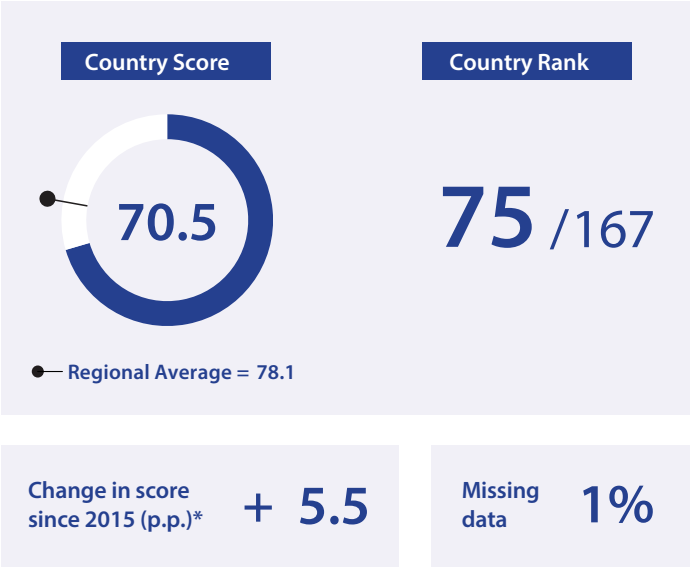 Country Score
Country Rank
70.5
75 /167
Regional Average = 78.1
Change in score
since 2015 (p.p.)*
+ 5.5
Missing
data
1%